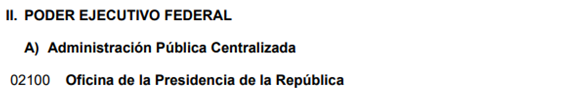 II. PODER EJECUTIVO FEDERAL
A) Administración Pública Centralizada
02100 Oficina de la Presidencia de la República